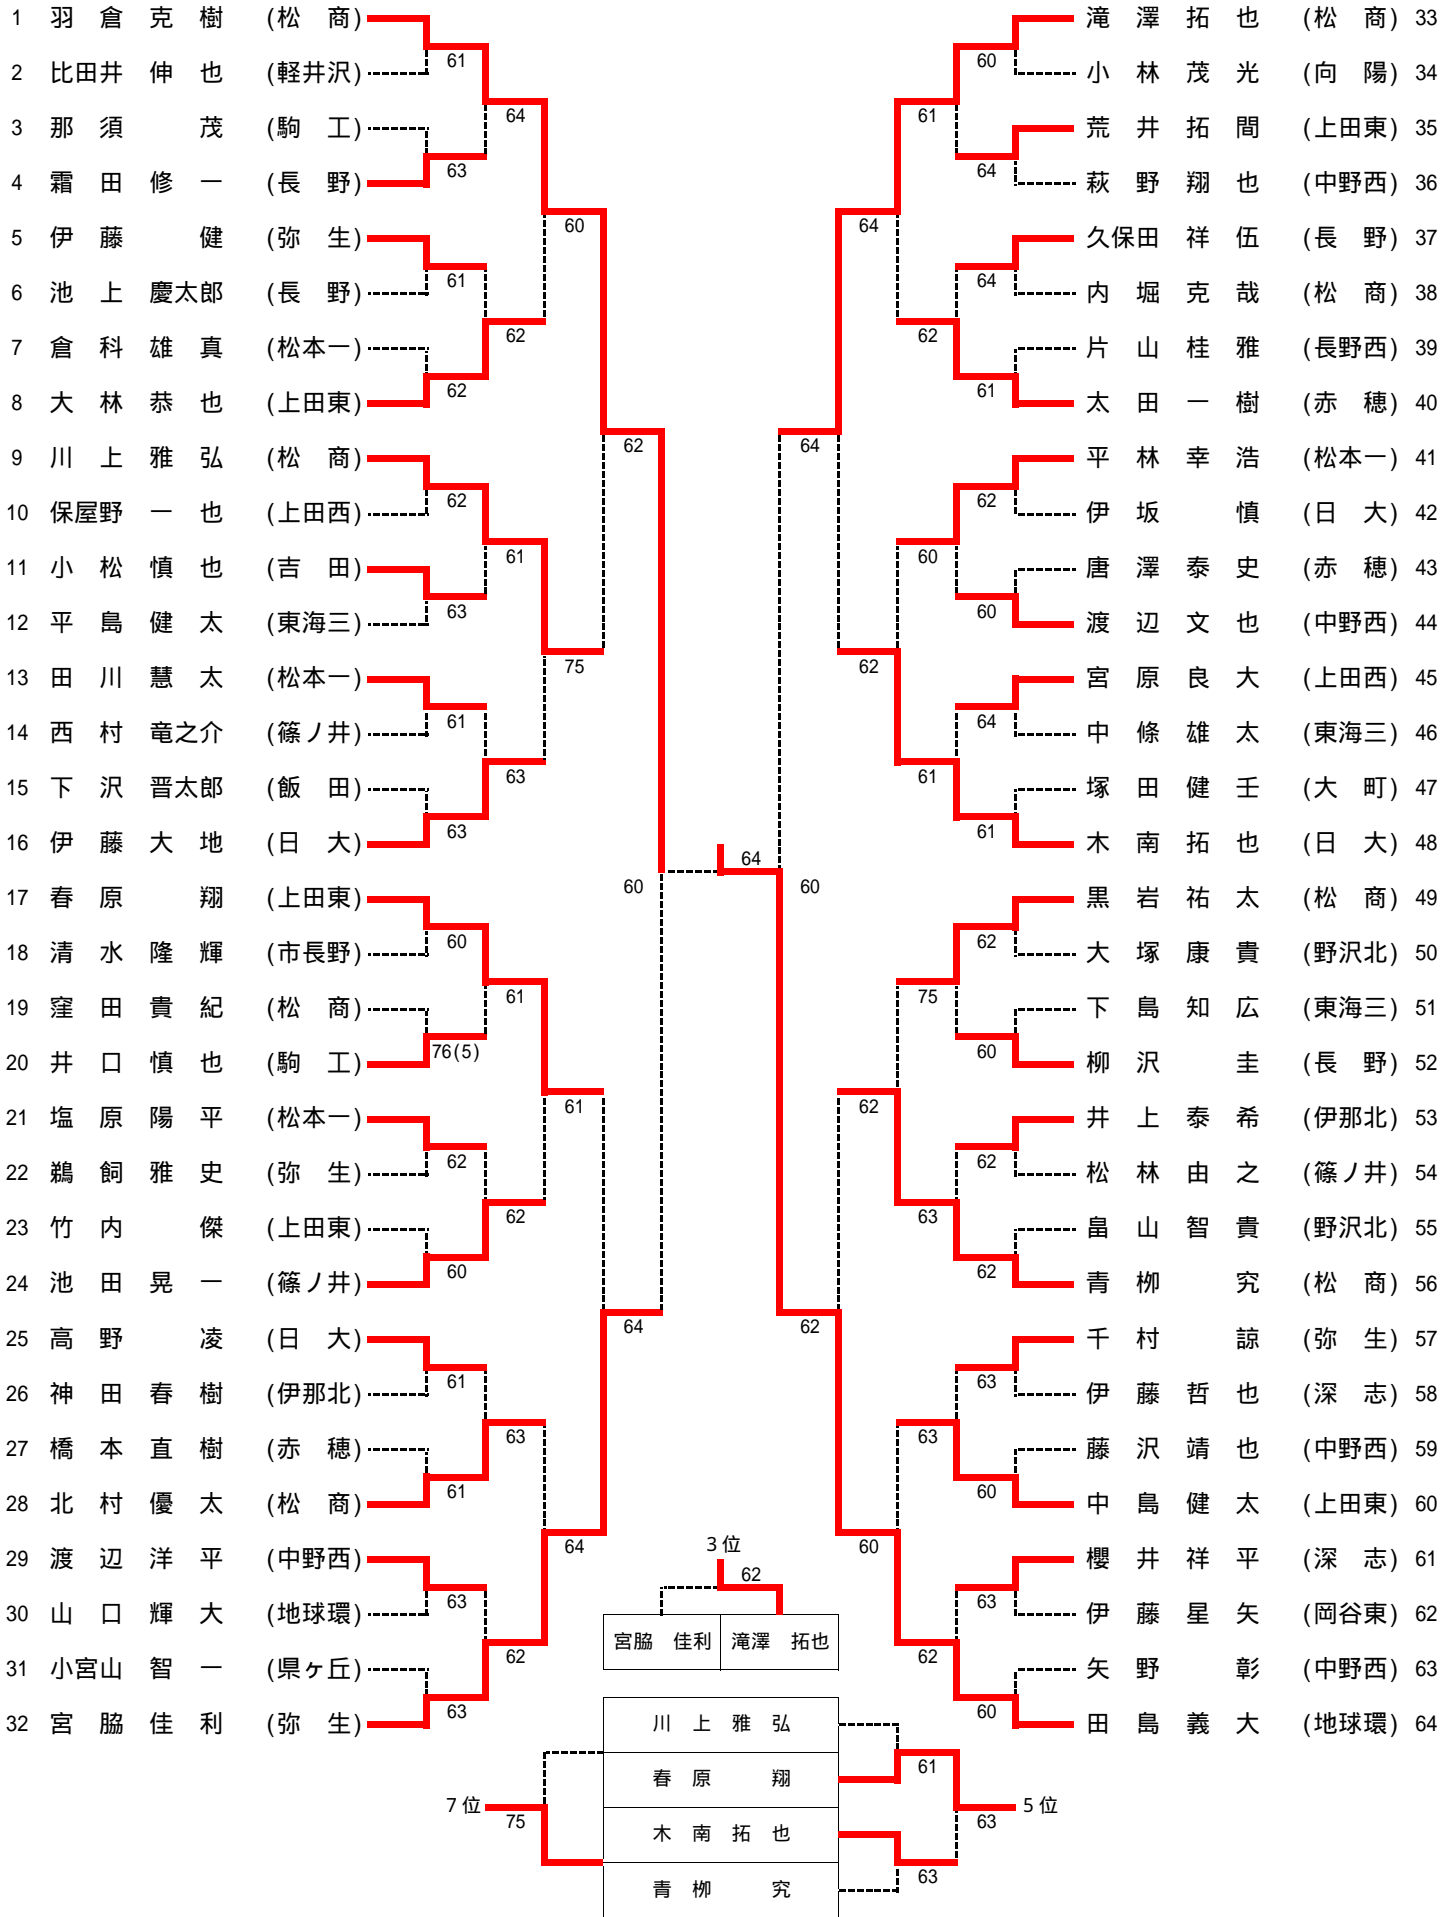 1 羽倉克樹 (松商)
2 比田井伸也 (軽井沢)
3 那須茂 (駒工)
4 霜田修一 (長野)
5 伊藤健 (弥生)
6 池上慶太郎 (長野)
7 倉科雄真 (松本一)
8 大林恭也 (上田東)
9 川上雅弘 (松商)
10 保屋野一也 (上田西)
11 小松慎也 (吉田)
12 平島健太 (東海三)
13 田川慧太 (松本一)
14 西村竜之介 (篠ノ井)
15 下沢晋太郎 (飯田)
16 伊藤大地 (日大)
17 春原翔 (上田東)
18 清水隆輝 (市長野)
19 窪田貴紀 (松商)
20 井口慎也 (駒工)
21 塩原陽平 (松本一)
22 鵜飼雅史 (弥生)
23 竹内傑 (上田東)
24 池田晃一 (篠ノ井)
25 高野凌 (日大)
26 神田春樹 (伊那北)
27 橋本直樹 (赤穂)
28 北村優太 (松商)
29 渡辺洋平 (中野西)
30 山口輝大 (地球環)
31 小宮山智一 (県ヶ丘)
32 宮脇佳利 (弥生)
61
63
61
62
62
63
61
63
60
76(5)
62
60
61
61
63
63
64
62
61
63
61
62
63
62
60
75
61
64
62
64
60
64
60
64
62
64
62
62
62
60
61
62
60
63
61
63
75
63
60
64
64
61
62
60
64
61
62
60
62
62
63
60
63
60
滝澤拓也 (松商) 33
小林茂光 (向陽) 34
荒井拓間 (上田東) 35
萩野翔也 (中野西) 36
久保田祥伍 (長野) 37
内堀克哉 (松商) 38
片山桂雅 (長野西) 39
太田一樹 (赤穂) 40
平林幸浩 (松本一) 41
伊坂慎 (日大) 42
唐澤泰史 (赤穂) 43
渡辺文也 (中野西) 44
宮原良大 (上田西) 45
中條雄太 (東海三) 46
塚田健壬 (大町) 47
木南拓也 (日大) 48
黒岩祐太 (松商) 49
大塚康貴 (野沢北) 50
下島知広 (東海三) 51
柳沢圭 (長野) 52
井上泰希 (伊那北) 53
松林由之 (篠ノ井) 54
畠山智貴 (野沢北) 55
青栁究 (松商) 56
千村諒 (弥生) 57
伊藤哲也 (深志) 58
藤沢靖也 (中野西) 59
中島健太 (上田東) 60
櫻井祥平 (深志) 61
伊藤星矢 (岡谷東) 62
矢野彰 (中野西) 63
田島義大 (地球環) 64
3位
62
宮脇 佳利 滝澤 拓也
川上雅弘
春原翔
木南拓也
青栁究
61
63
63
5位
7位
75